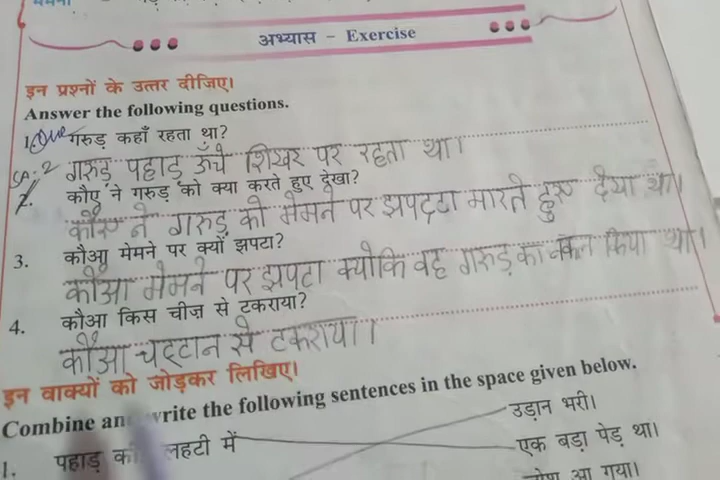 अभ्यास – Exercise
इन प्रश्नों के उत्तर दीजिए।
Answer the following questions.
1. गरुड़ कहाँ रहता था?
गरुड़ पहाड़ ऊँचे शिखर पर रहता था।
2. कौए ने गरुड़ को क्या करते हुए देखा?
कौए ने गरुड़ को मेमने पर झपट्टा मारते हुए देखा था।
3. कौआ मेमने पर क्यों झपटा?
कौआ मेमने पर झपटा क्योकि वह गरुड़ का नकल किया था।
4. कौआ किस चीज़ से टकराया?
कौआ चट्टान से टकराया।
इन वाक्यों को जोड़कर लिखिए।
Combine and write the following sentences in the space given below.
उड़ान भरी।
1. पहाड़ की तलहटी में
एक बड़ा पेड़ था।
आ गया।